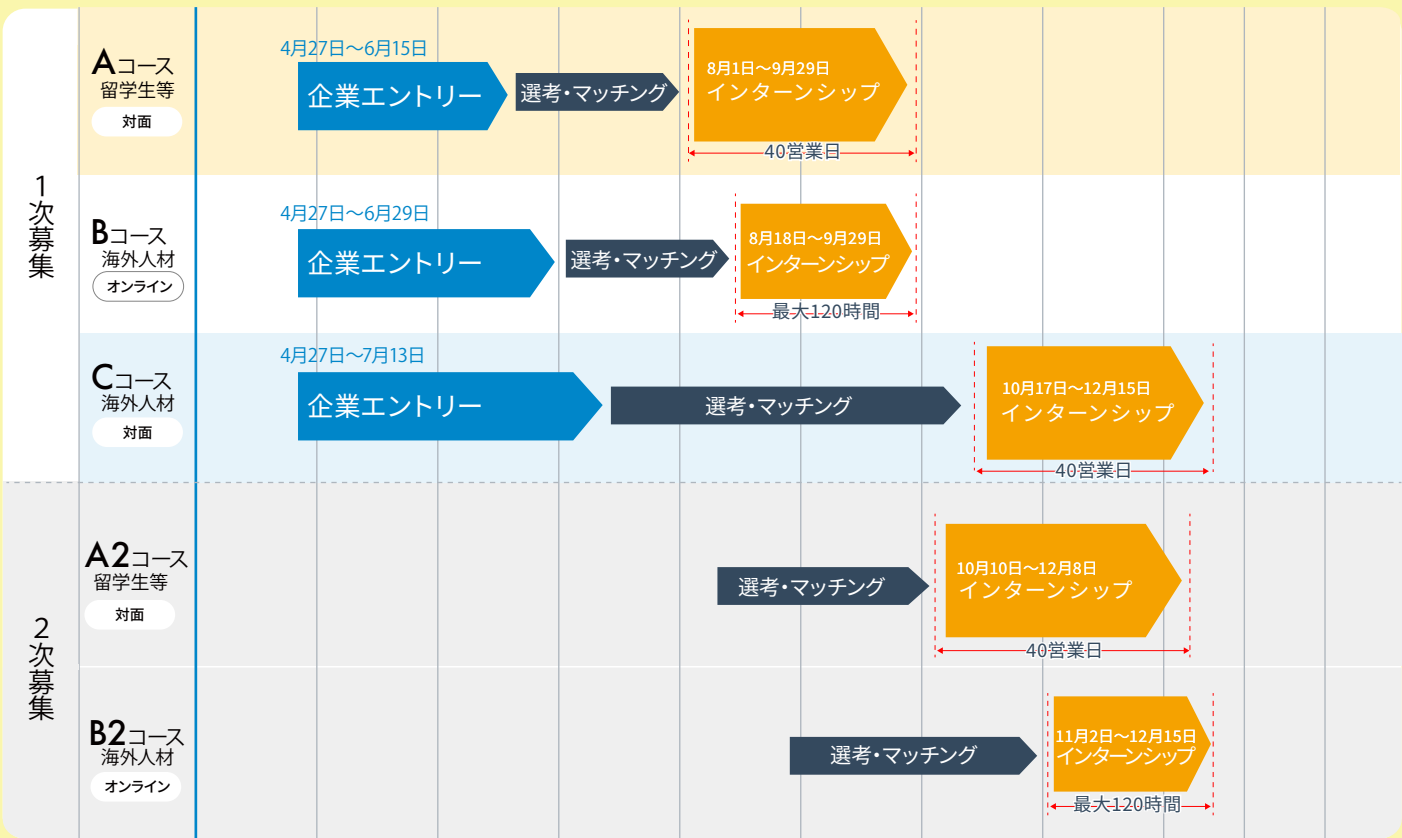 1次募集
Aコース
留学生等
対面
4月27日〜6月15日
企業エントリー
選考・マッチング
8月1日〜9月29日
インターンシップ
40営業日
Bコース
海外人材
オンライン
4月27日〜6月29日
企業エントリー
選考・マッチング
8月18日〜9月29日
インターンシップ
最大120時間
Cコース
海外人材
対面
4月27日〜7月13日
企業エントリー
選考・マッチング
10月17日〜12月15日
インターンシップ
40営業日
2次募集
A2コース
留学生等
対面
選考・マッチング
10月10日〜12月8日
インターンシップ
40営業日
B2コース
海外人材
オンライン
選考・マッチング
11月2日〜12月15日
インターンシップ
最大120時間